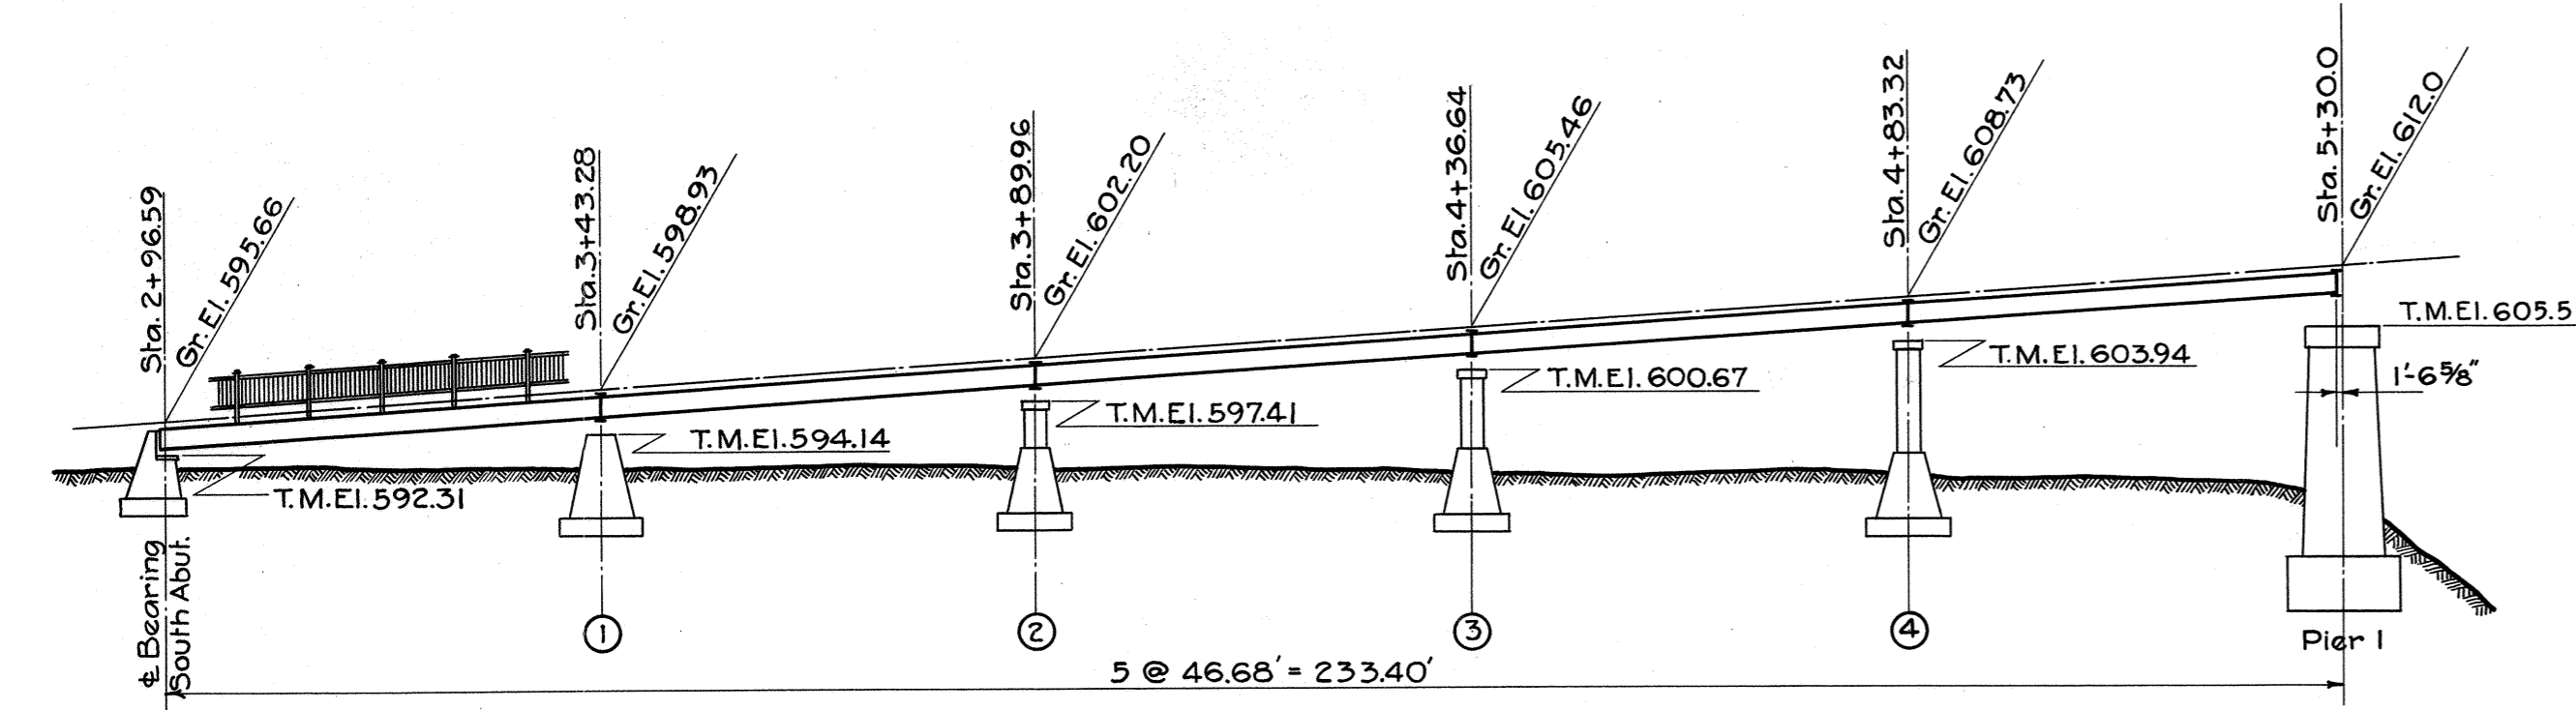 Sta. 2+96.59
Gr. El. 595.66
Sta. 3+43.28
Gr. El. 598.93
Sta. 3+89.96
Gr. El. 602.20
Sta. 4+36.64
Gr. El. 605.46
Sta. 4+83.32
Gr. El. 608.73
Sta. 5+30.0
Gr. El. 612.0
T.M.El. 605.5
T.M.El. 603.94
T.M.El. 600.67
T.M.El. 597.41
T.M.El. 594.14
T.M.El. 592.31
1'-6⅝"
℄ Bearing
South Abut.
1
2
3
4
Pier 1
5 @ 46.68' = 233.40'